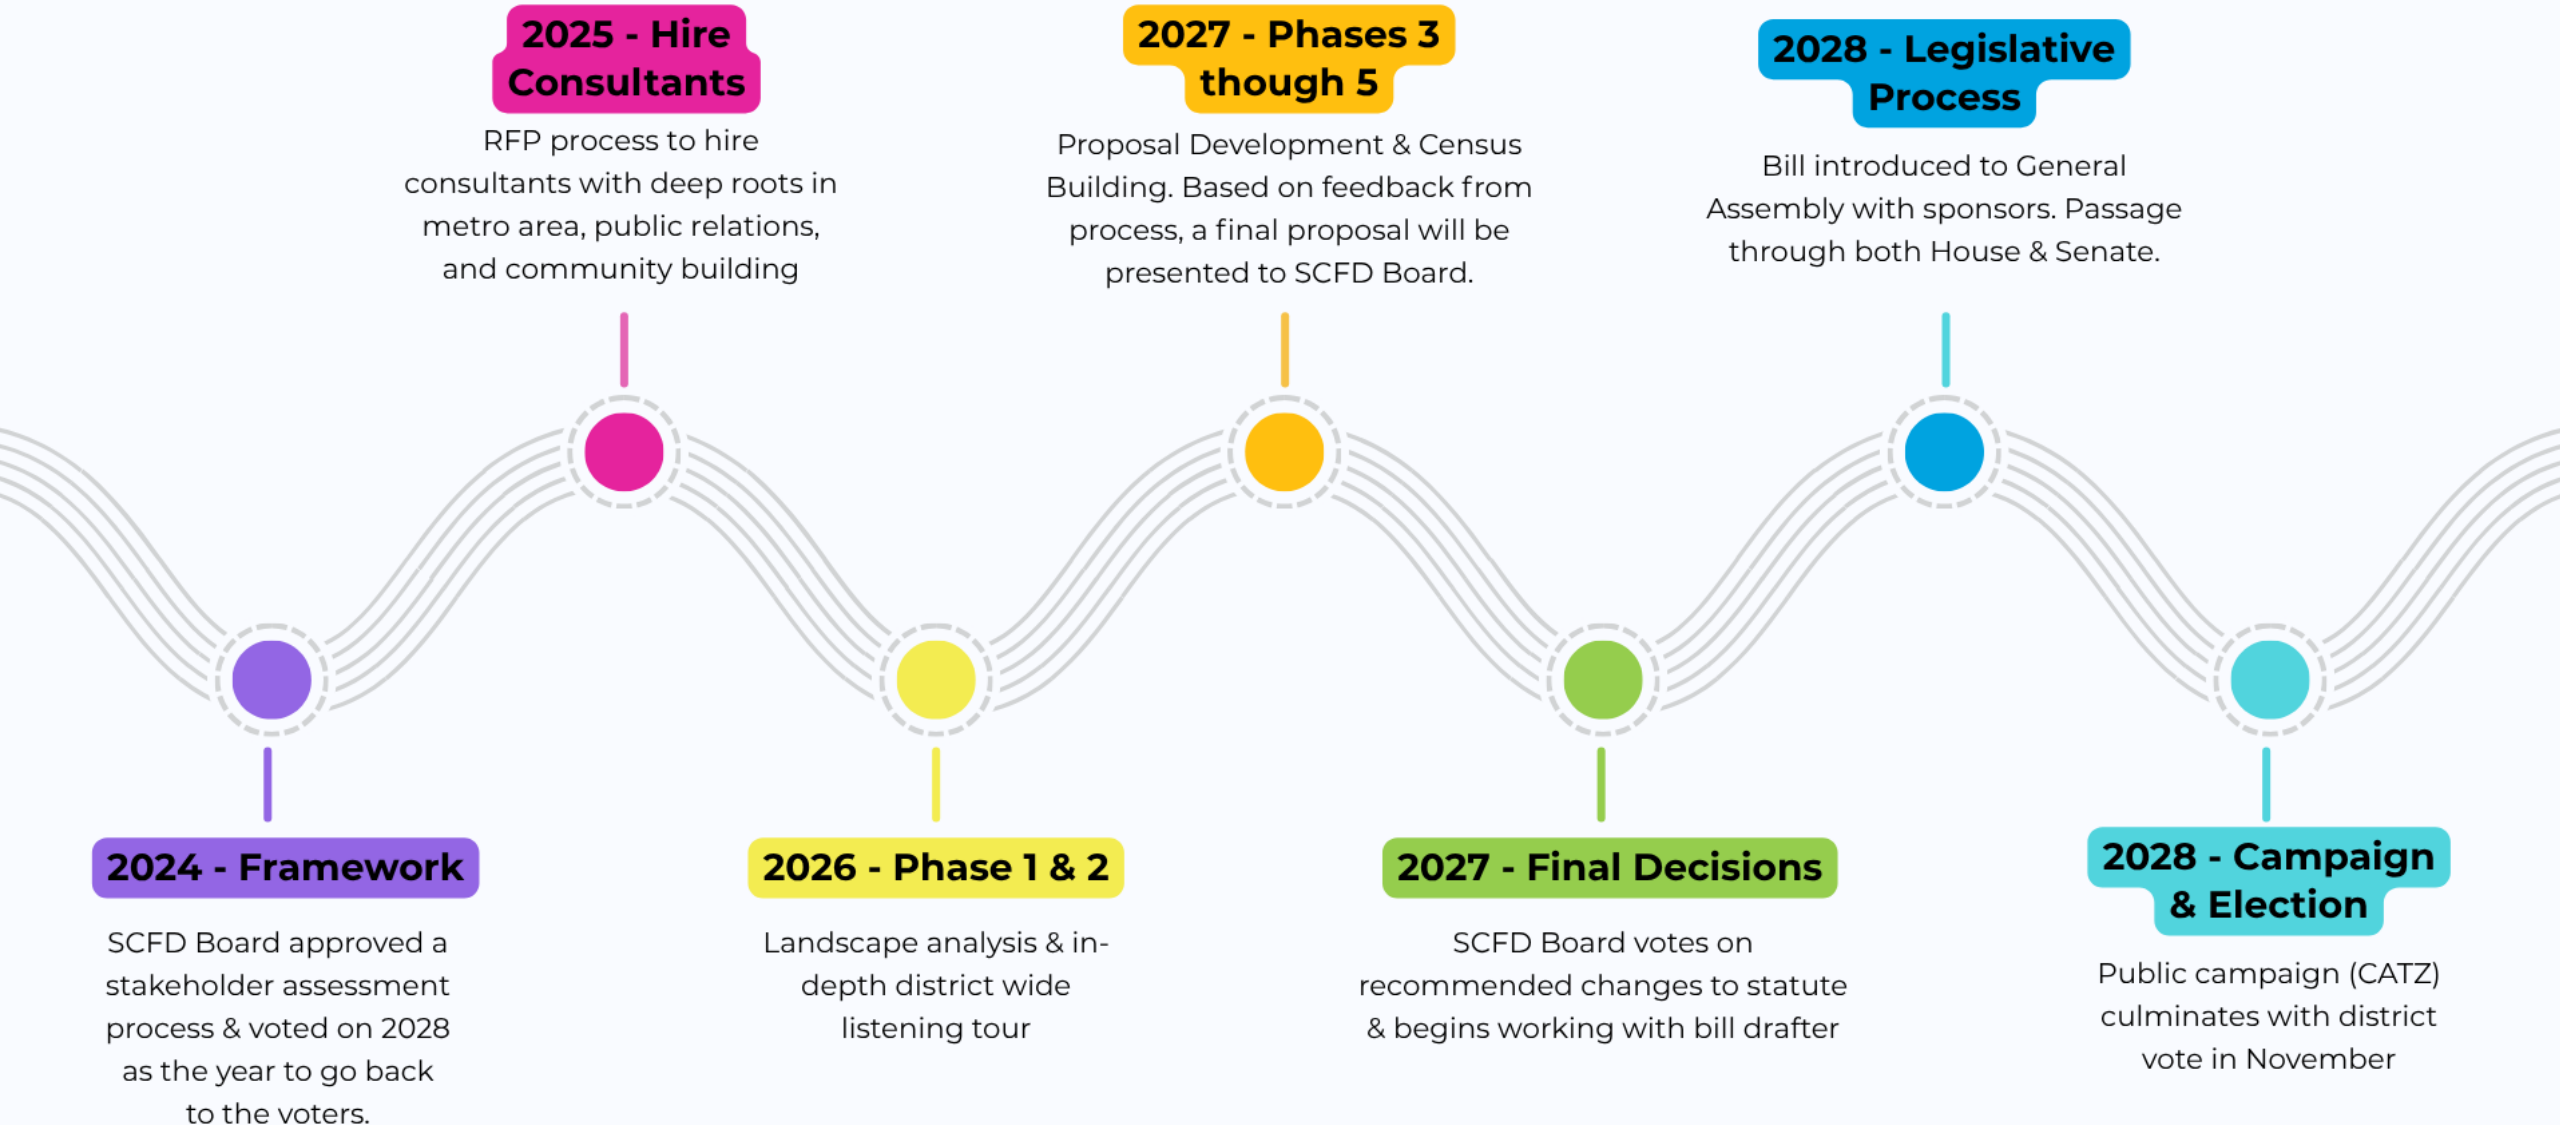 2025 - Hire
Consultants
RFP process to hire
consultants with deep roots in
metro area, public relations,
and community building
2027 - Phases 3
though 5
Proposal Development & Census
Building. Based on feedback from
process, a final proposal will be
presented to SCFD Board.
2028 - Legislative
Process
Bill introduced to General
Assembly with sponsors. Passage
through both House & Senate.
2024 - Framework
SCFD Board approved a
stakeholder assessment
process & voted on 2028
as the year to go back
to the voters.
2026 - Phase 1 & 2
Landscape analysis & in-
depth district wide
listening tour
2027 - Final Decisions
SCFD Board votes on
recommended changes to statute
& begins working with bill drafter
2028 - Campaign
& Election
Public campaign (CATZ)
culminates with district
vote in November